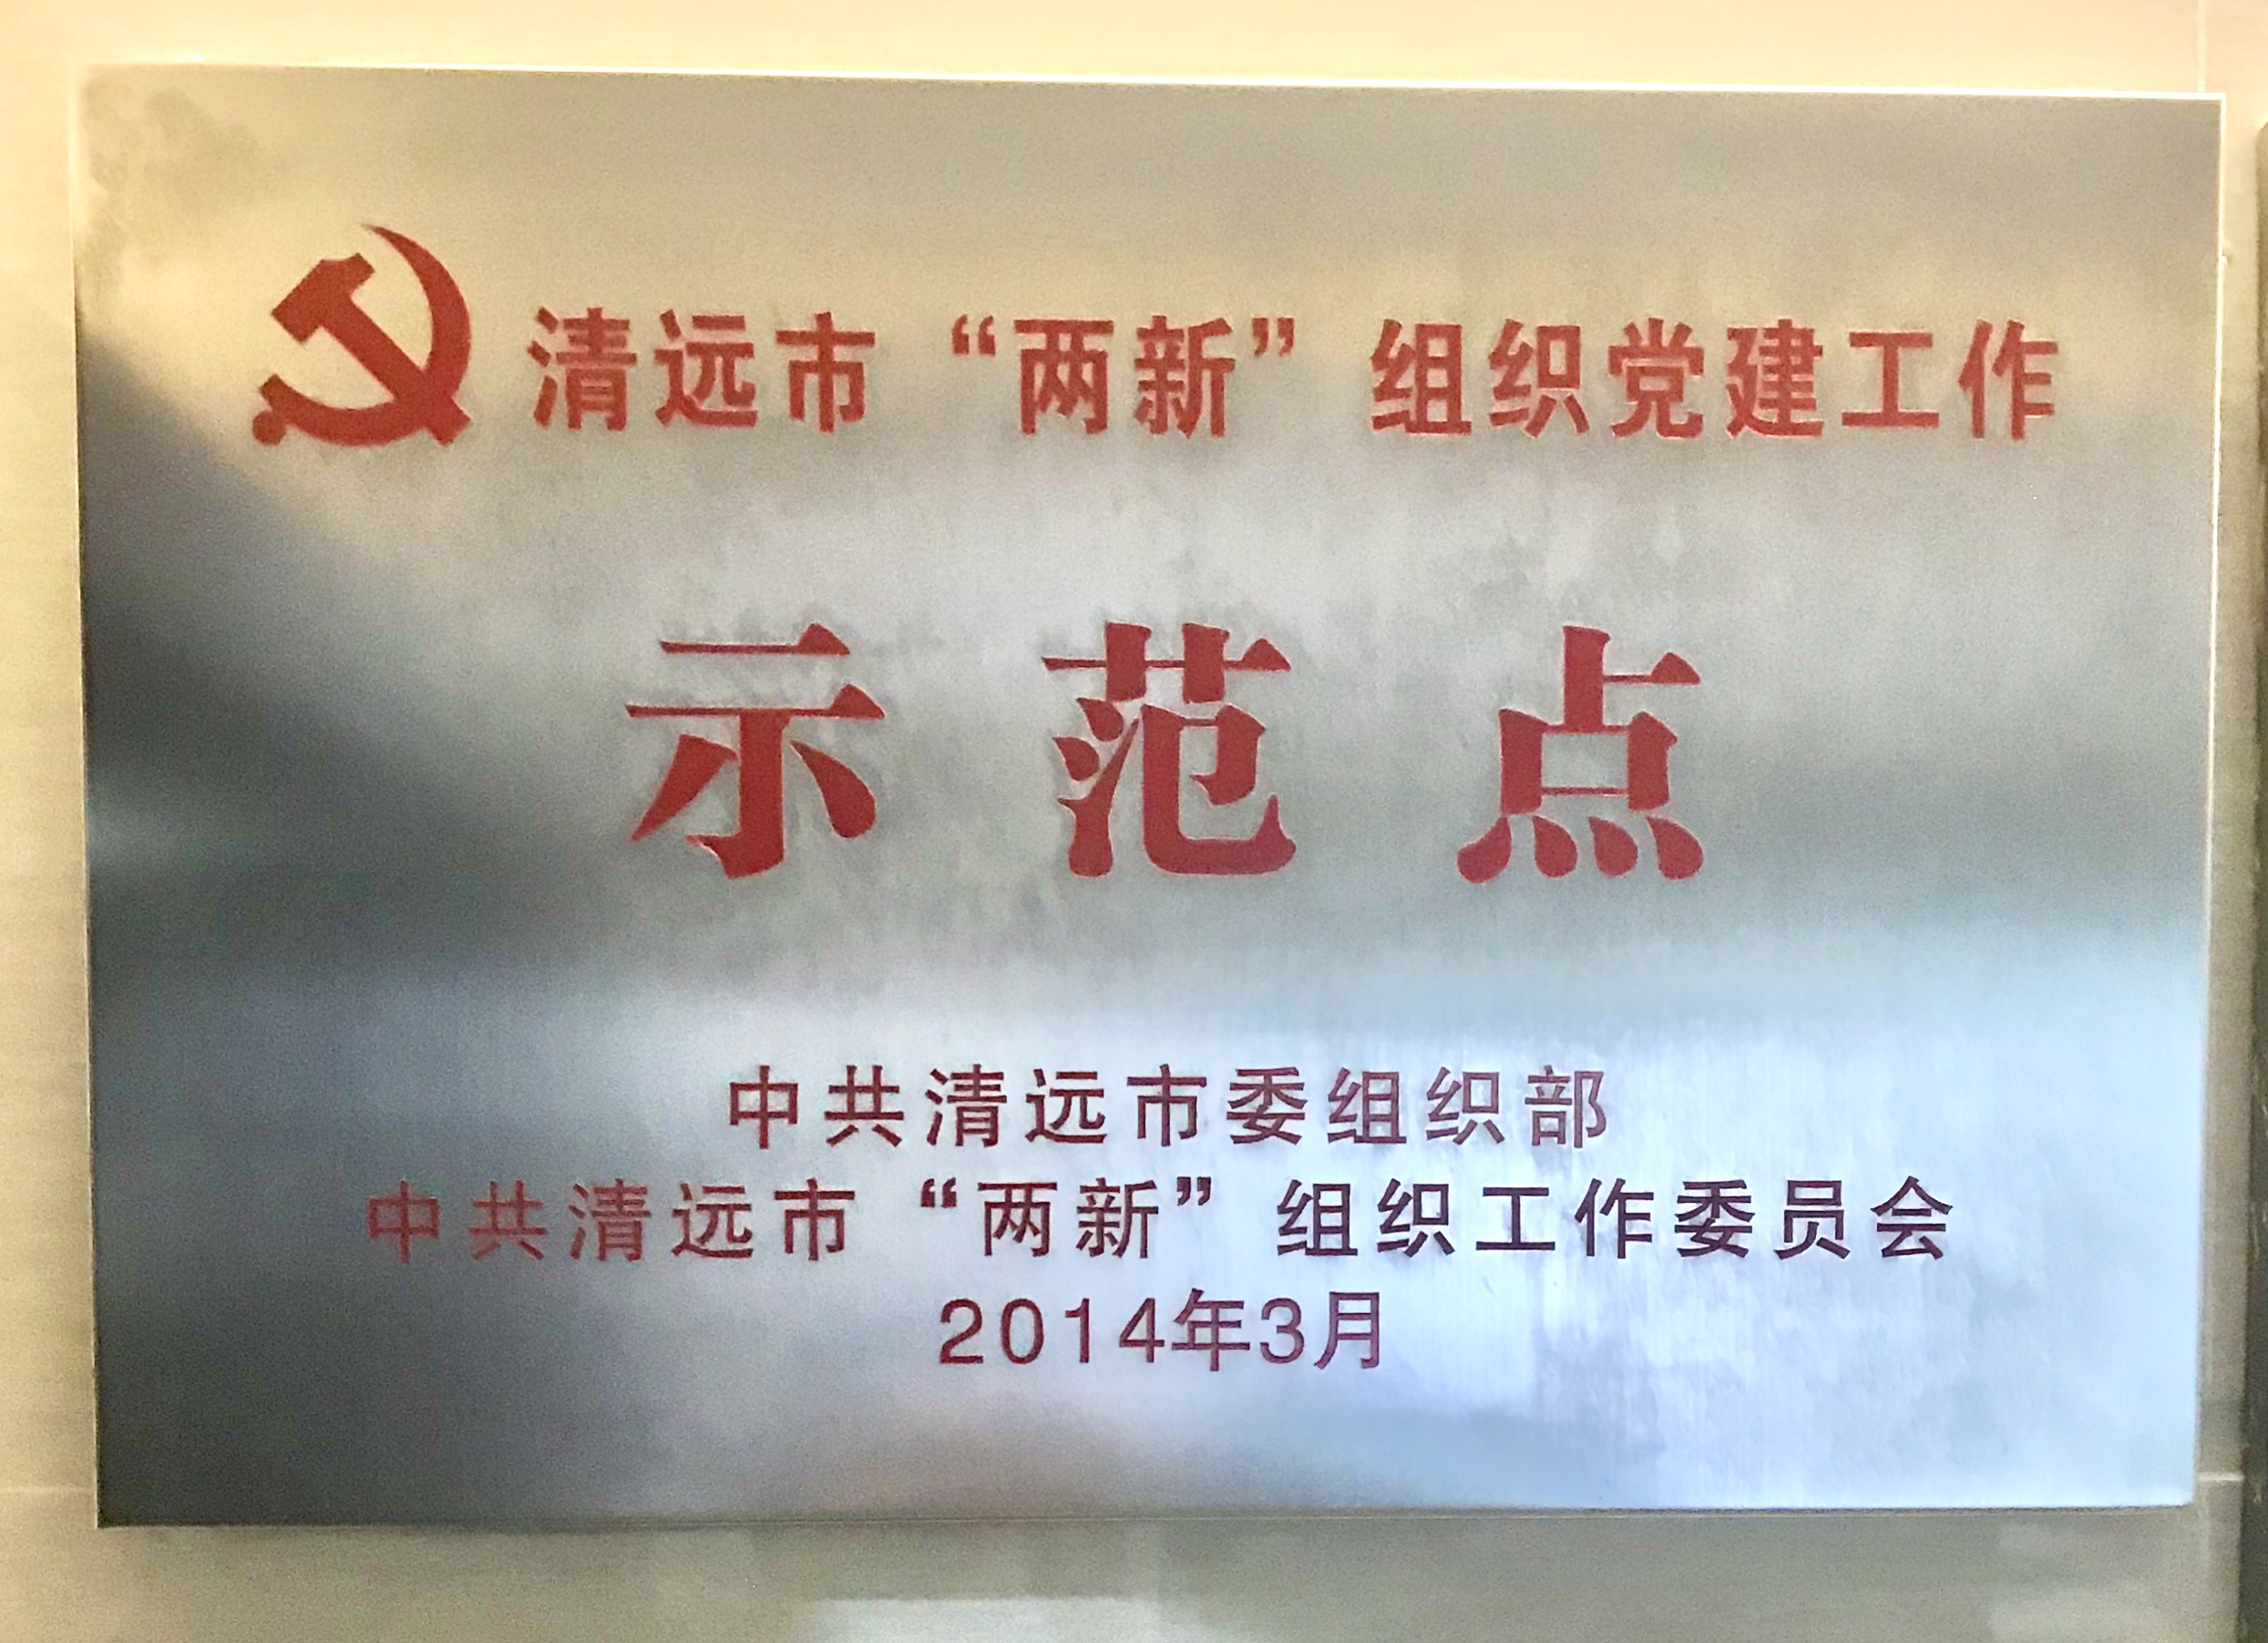 清远市“两新”组织党建工作
示范点
中共清远市委组织部
中共清远市“两新”组织工作委员会
2014年3月